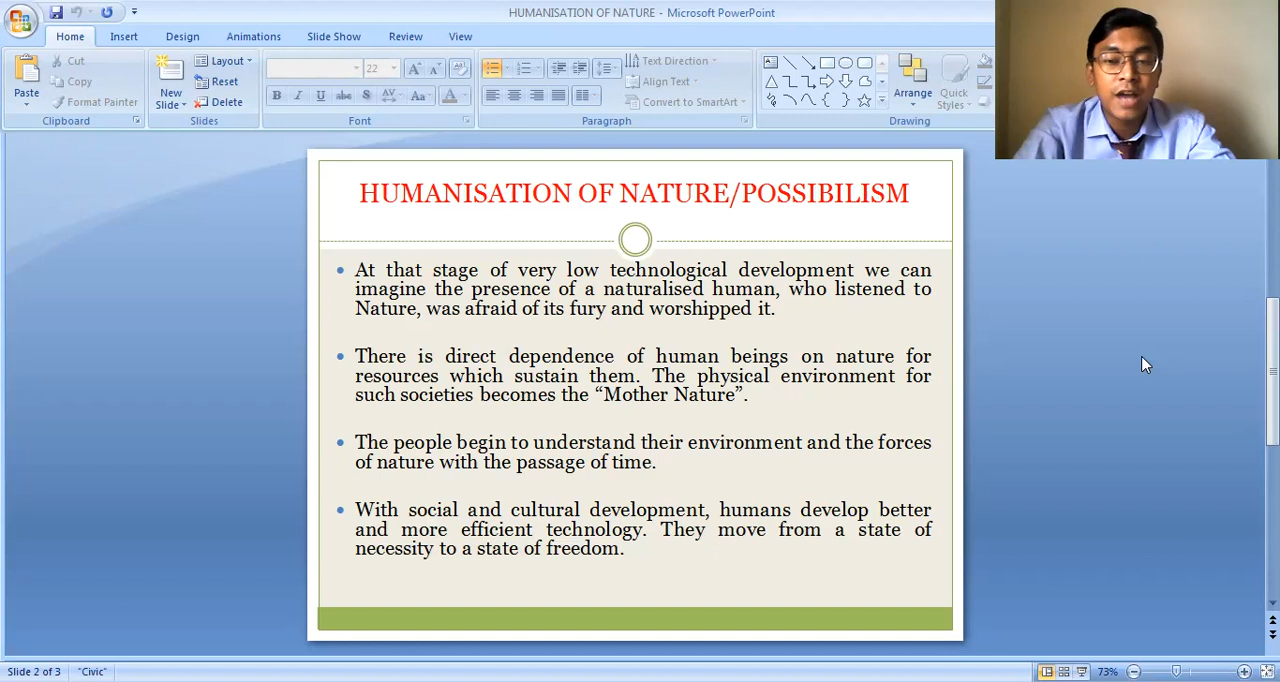 HUMANISATION OF NATURE - Microsoft PowerPoint
Home Insert Design Animations Slide Show Review View
Paste
Cut
Copy
Format Painter
Clipboard
New Slide
Layout
Reset
Delete
Slides
22
B I U abc S AV Aa A
Font
Paragraph
Text Direction
Align Text
Convert to SmartArt
Arrange
Quick Styles
Drawing
HUMANISATION OF NATURE/POSSIBILISM
• At that stage of very low technological development we can
imagine the presence of a naturalised human, who listened to
Nature, was afraid of its fury and worshipped it.
• There is direct dependence of human beings on nature for
resources which sustain them. The physical environment for
such societies becomes the “Mother Nature”.
• The people begin to understand their environment and the forces
of nature with the passage of time.
• With social and cultural development, humans develop better
and more efficient technology. They move from a state of
necessity to a state of freedom.
Slide 2 of 3 "Civic" 73%